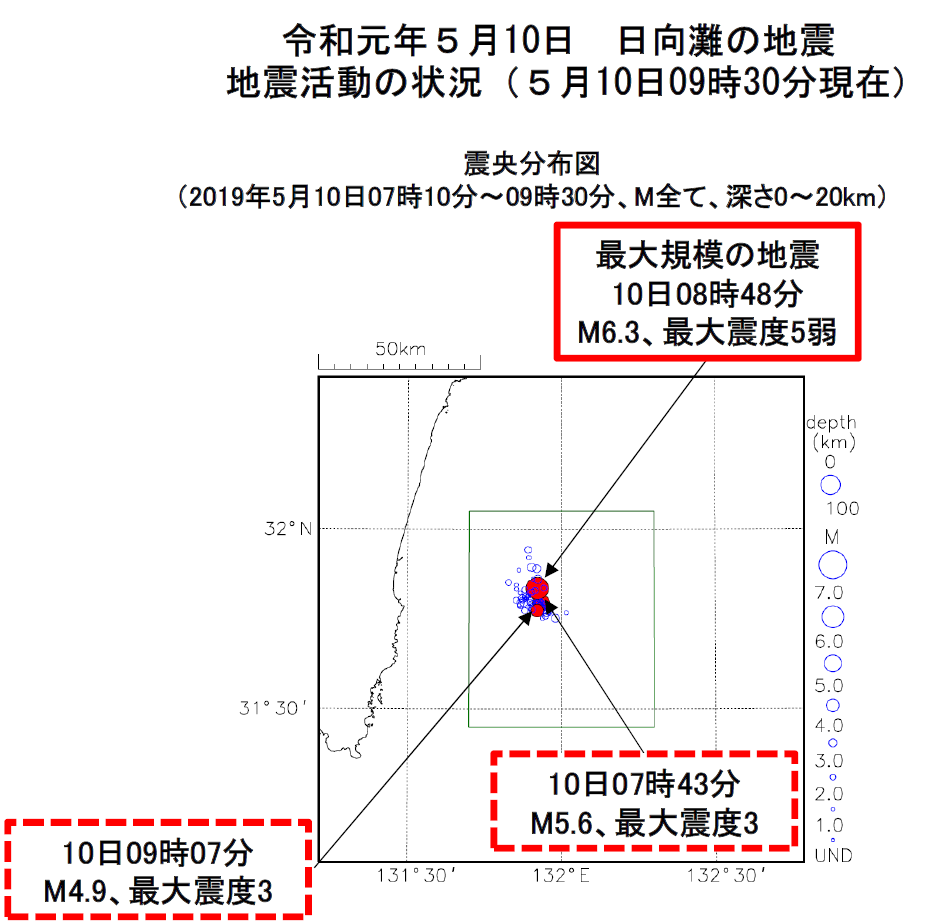 令和元年５月10日　日向灘の地震
地震活動の状況（５月10日09時30分現在）
震央分布図
（2019年5月10日07時10分～09時30分、M全て、深さ0～20km）
最大規模の地震
10日08時48分
M6.3、最大震度5弱
50km
depth
(km)
0
100
M
7.0
6.0
5.0
4.0
3.0
2.0
1.0
UND
32°N
31°30′
10日07時43分
M5.6、最大震度3
10日09時07分
M4.9、最大震度3
131°30′
132°E
132°30′